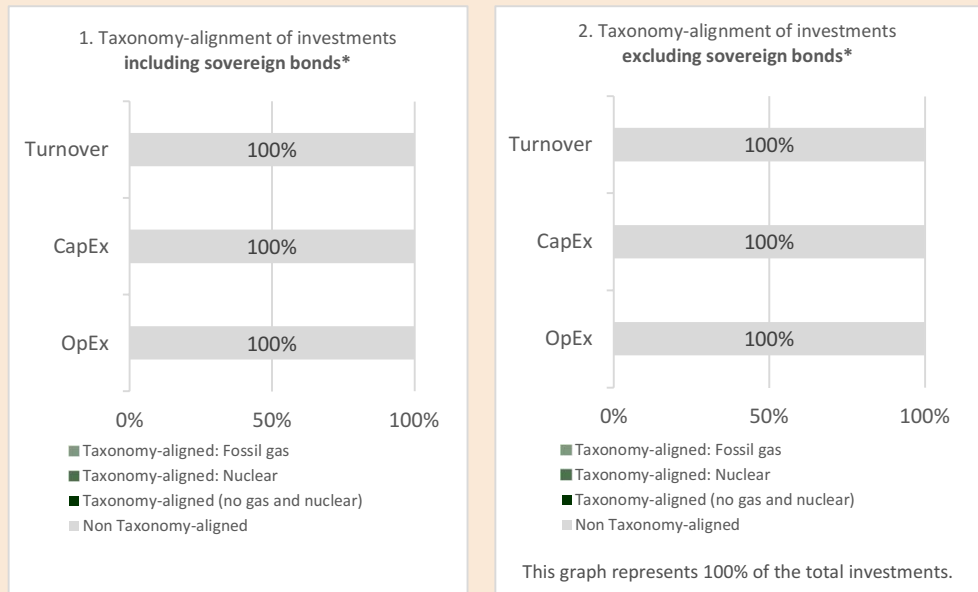 1. Taxonomy-alignment of investments
including sovereign bonds*
Turnover
100%
CapEx
100%
OpEx
100%
0%
50%
100%
Taxonomy-aligned: Fossil gas
Taxonomy-aligned: Nuclear
Taxonomy-aligned (no gas and nuclear)
Non Taxonomy-aligned
2. Taxonomy-alignment of investments
excluding sovereign bonds*
Turnover
100%
CapEx
100%
OpEx
100%
0%
50%
100%
Taxonomy-aligned: Fossil gas
Taxonomy-aligned: Nuclear
Taxonomy-aligned (no gas and nuclear)
Non Taxonomy-aligned
This graph represents 100% of the total investments.